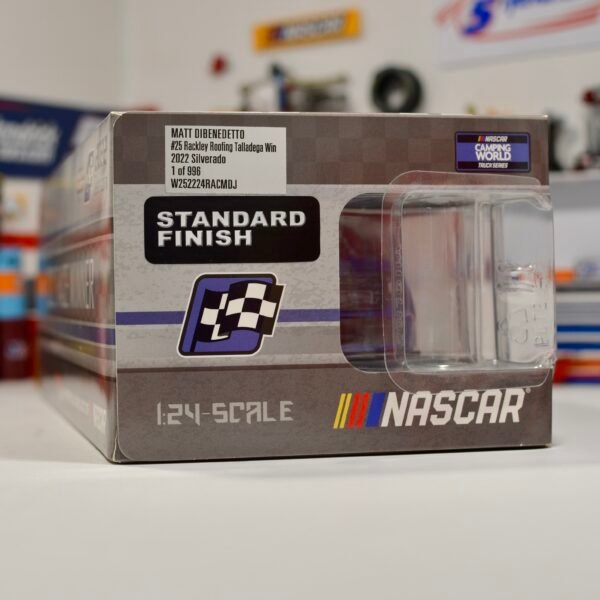 NASCAR
MATT DIBENEDETTO
#25 Rackley Roofing Talladega Win
2022 Silverado
1 of 996
W252224RACMDJ
NASCAR
CAMPING
WORLD
TRUCK SERIES
STANDARD
FINISH
1:24-SCALE
NASCAR